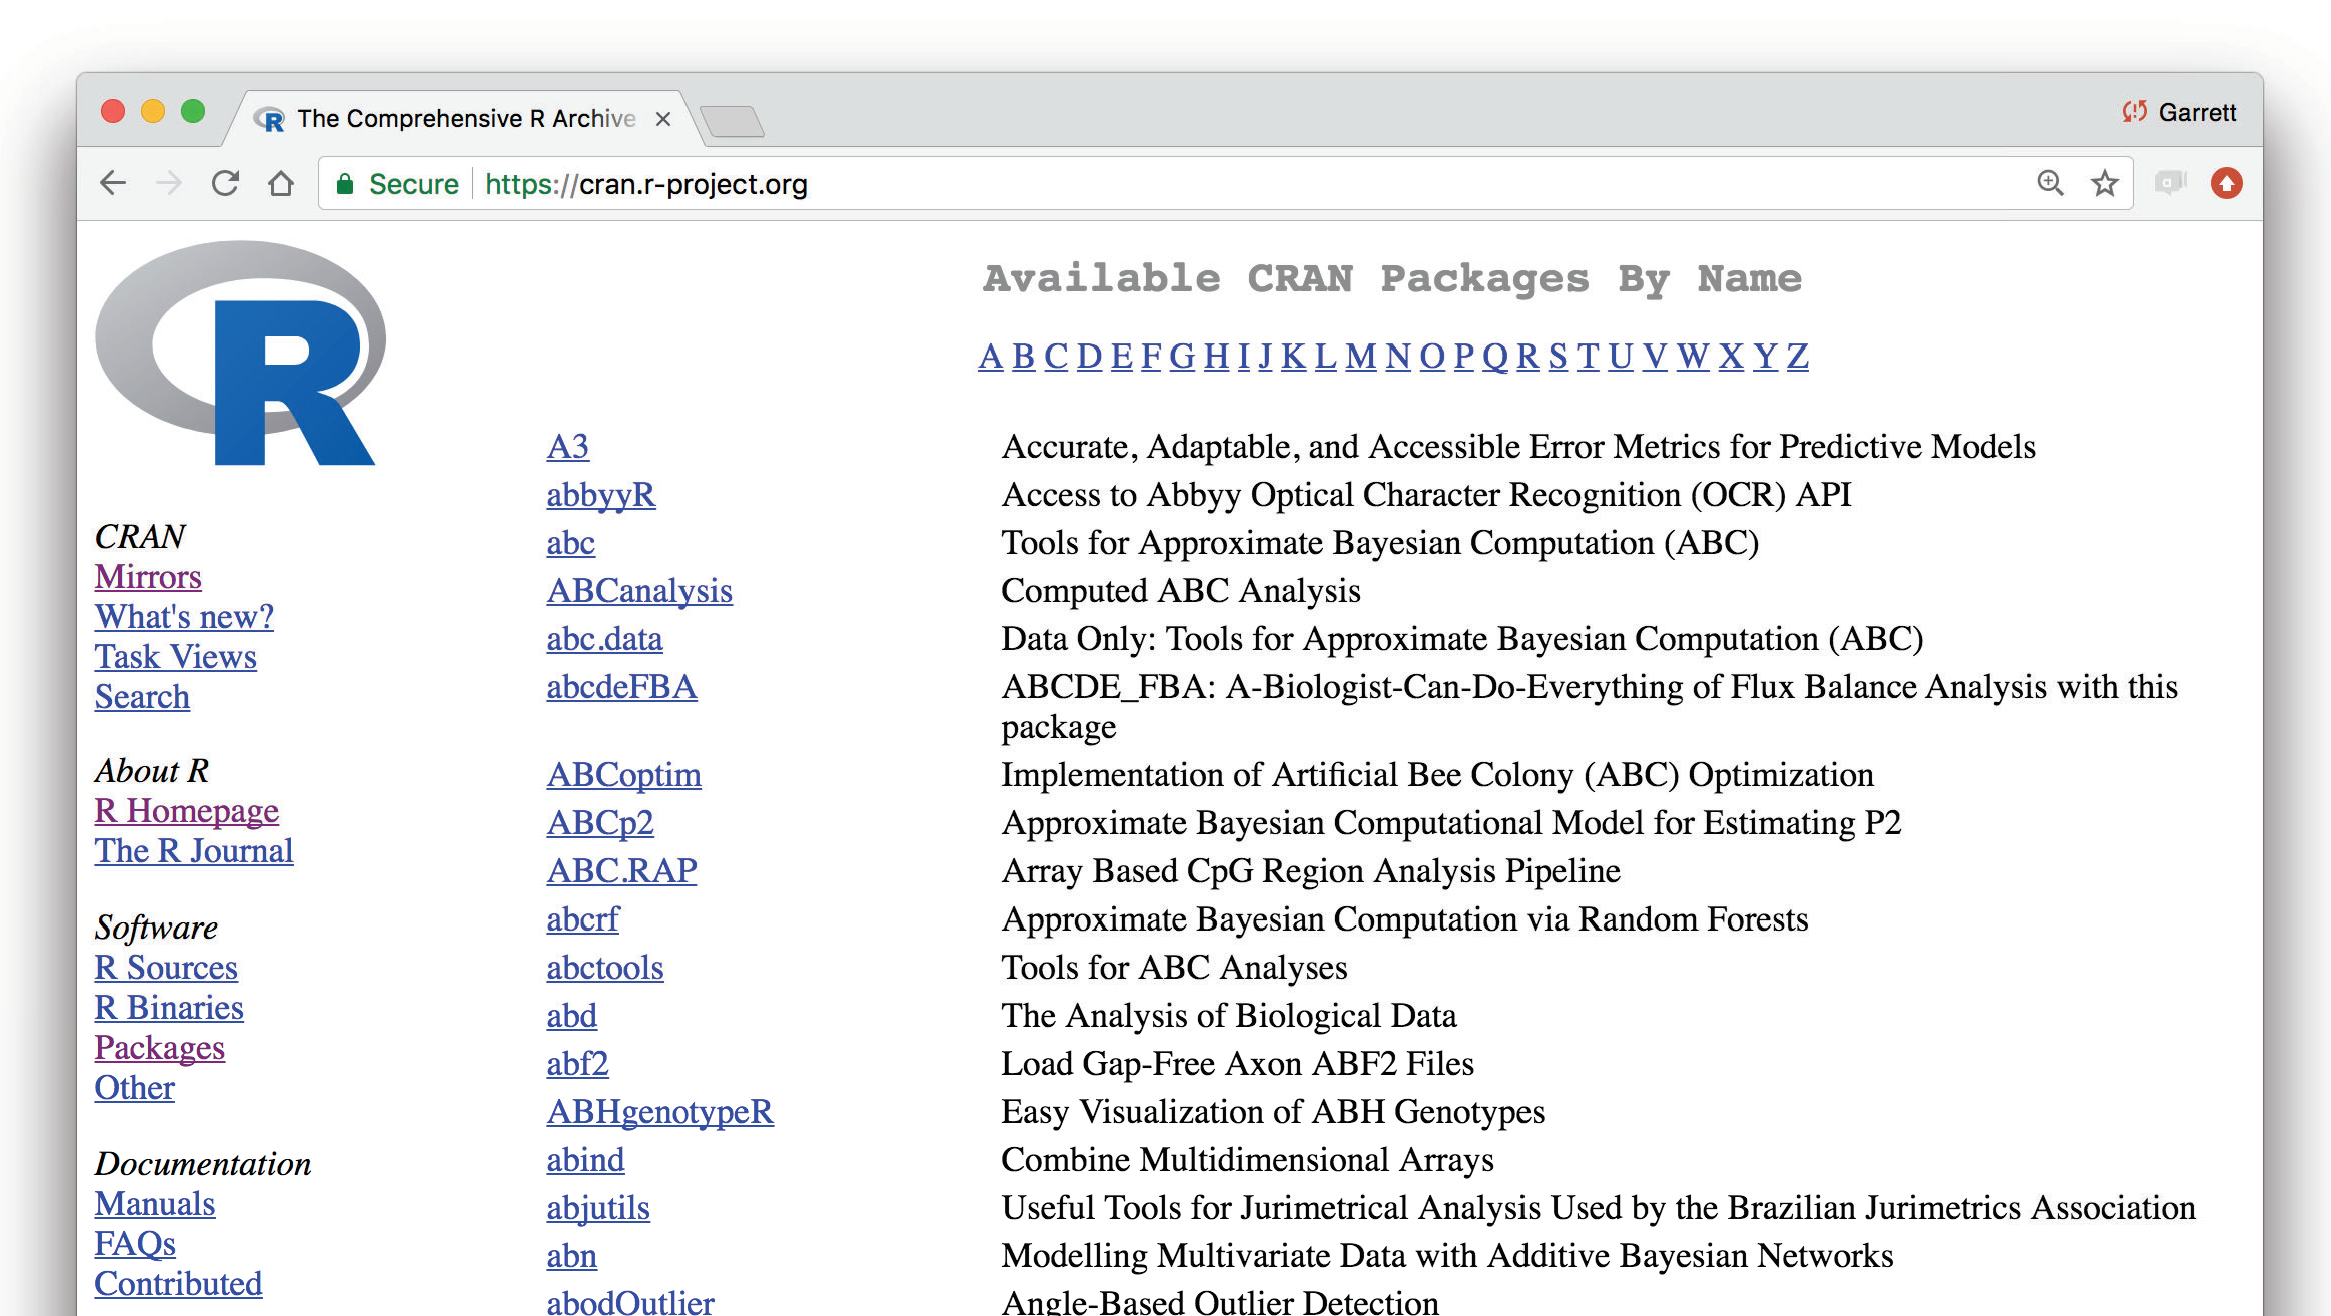 The Comprehensive R Archive
Garrett
Secure https://cran.r-project.org
R
Available CRAN Packages By Name
A B C D E F G H I J K L M N O P Q R S T U V W X Y Z
CRAN
Mirrors
What's new?
Task Views
Search
About R
R Homepage
The R Journal
Software
R Sources
R Binaries
Packages
Other
Documentation
Manuals
FAQs
Contributed
A3 Accurate, Adaptable, and Accessible Error Metrics for Predictive Models
abbyyR Access to Abbyy Optical Character Recognition (OCR) API
abc Tools for Approximate Bayesian Computation (ABC)
ABCanalysis Computed ABC Analysis
abc.data Data Only: Tools for Approximate Bayesian Computation (ABC)
abcdeFBA ABCDE_FBA: A-Biologist-Can-Do-Everything of Flux Balance Analysis with this
package
ABCoptim Implementation of Artificial Bee Colony (ABC) Optimization
ABCp2 Approximate Bayesian Computational Model for Estimating P2
ABC.RAP Array Based CpG Region Analysis Pipeline
abcrf Approximate Bayesian Computation via Random Forests
abctools Tools for ABC Analyses
abd The Analysis of Biological Data
abf2 Load Gap-Free Axon ABF2 Files
ABHgenotypeR Easy Visualization of ABH Genotypes
abind Combine Multidimensional Arrays
abjutils Useful Tools for Jurimetrical Analysis Used by the Brazilian Jurimetrics Association
abn Modelling Multivariate Data with Additive Bayesian Networks
abodOutlier Angle-Based Outlier Detection